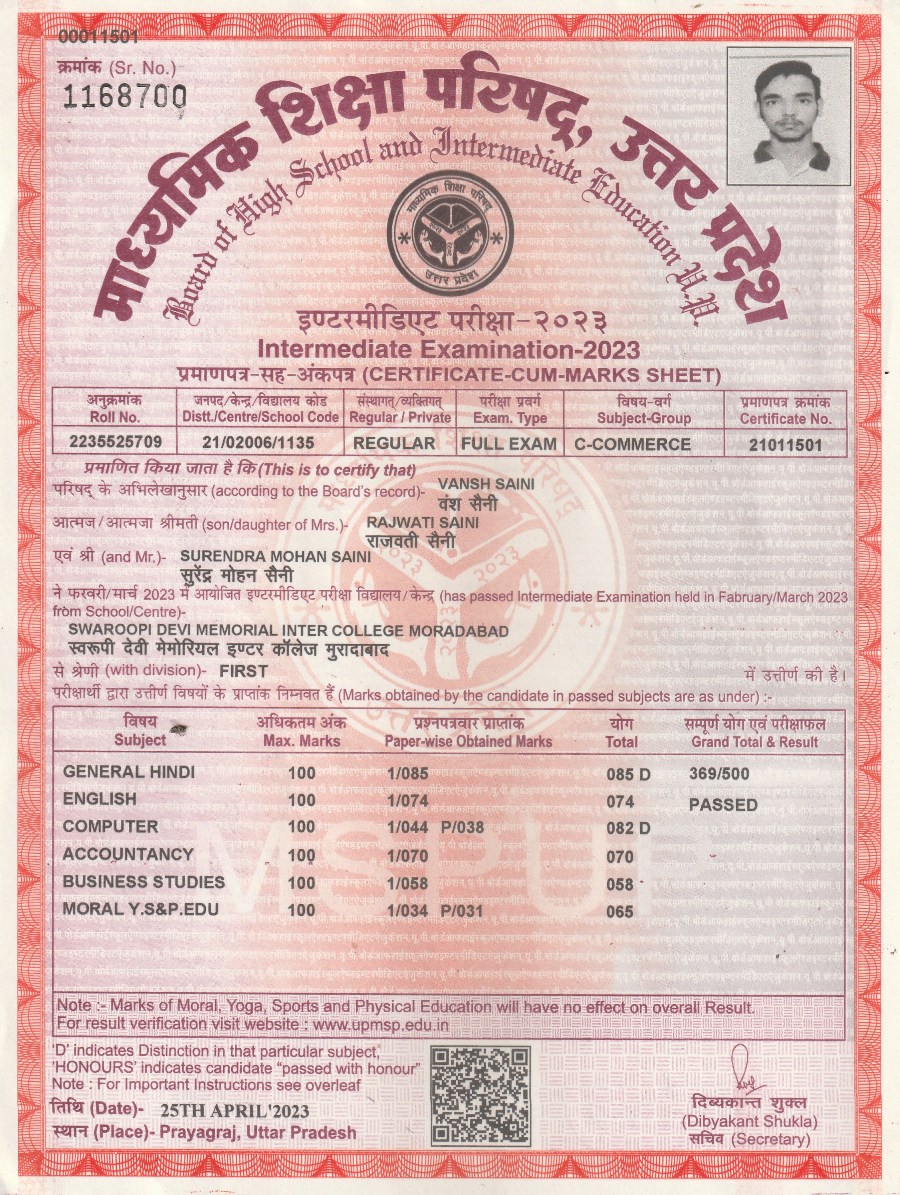 00011501
क्रमांक (Sr. No.)
1168700
माध्यमिक शिक्षा परिषद्, उत्तर प्रदेश
Board of High School and Intermediate Education U.P.
माध्यमिक शिक्षा परिषद्
उत्तर प्रदेश
इण्टरमीडिएट परीक्षा-२०२३
Intermediate Examination-2023
प्रमाणपत्र-सह-अंकपत्र (CERTIFICATE-CUM-MARKS SHEET)
अनुक्रमांक जनपद/केन्द्र/विद्यालय कोड संस्थागत्/व्यक्तिगत् परीक्षा प्रवर्ग विषय-वर्ग प्रमाणपत्र क्रमांक
Roll No. Distt./Centre/School Code Regular / Private Exam. Type Subject-Group Certificate No.
2235525709 21/02006/1135 REGULAR FULL EXAM C-COMMERCE 21011501
प्रमाणित किया जाता है कि (This is to certify that)
परिषद् के अभिलेखानुसार (according to the Board's record)- VANSH SAINI
वंश सैनी
आत्मज/आत्मजा श्रीमती (son/daughter of Mrs.)- RAJWATI SAINI
राजवती सैनी
एवं श्री (and Mr.)- SURENDRA MOHAN SAINI
सुरेंद्र मोहन सैनी
ने फरवरी/मार्च 2023 में आयोजित इण्टरमीडिएट परीक्षा विद्यालय/केन्द्र (has passed Intermediate Examination held in Fabruary/March 2023
from School/Centre)-
SWAROOPI DEVI MEMORIAL INTER COLLEGE MORADABAD
स्वरूपी देवी मेमोरियल इण्टर कॉलेज मुरादाबाद
से श्रेणी (with division)- FIRST में उत्तीर्ण की है।
परीक्षार्थी द्वारा उत्तीर्ण विषयों के प्राप्तांक निम्नवत हैं (Marks obtained by the candidate in passed subjects are as under) :-
विषय अधिकतम अंक प्रश्नपत्रवार प्राप्तांक योग सम्पूर्ण योग एवं परीक्षाफल
Subject Max. Marks Paper-wise Obtained Marks Total Grand Total & Result
GENERAL HINDI 100 1/085 085 D 369/500
ENGLISH 100 1/074 074 PASSED
COMPUTER 100 1/044 P/038 082 D
ACCOUNTANCY 100 1/070 070
BUSINESS STUDIES 100 1/058 058
MORAL Y.S&P.EDU 100 1/034 P/031 065
MSPUP
Note :- Marks of Moral, Yoga, Sports and Physical Education will have no effect on overall Result.
For result verification visit website : www.upmsp.edu.in
'D' indicates Distinction in that particular subject,
'HONOURS' indicates candidate "passed with honour"
Note : For Important Instructions see overleaf
तिथि (Date)- 25TH APRIL'2023
स्थान (Place)- Prayagraj, Uttar Pradesh
दिब्यकान्त शुक्ल
(Dibyakant Shukla)
सचिव (Secretary)